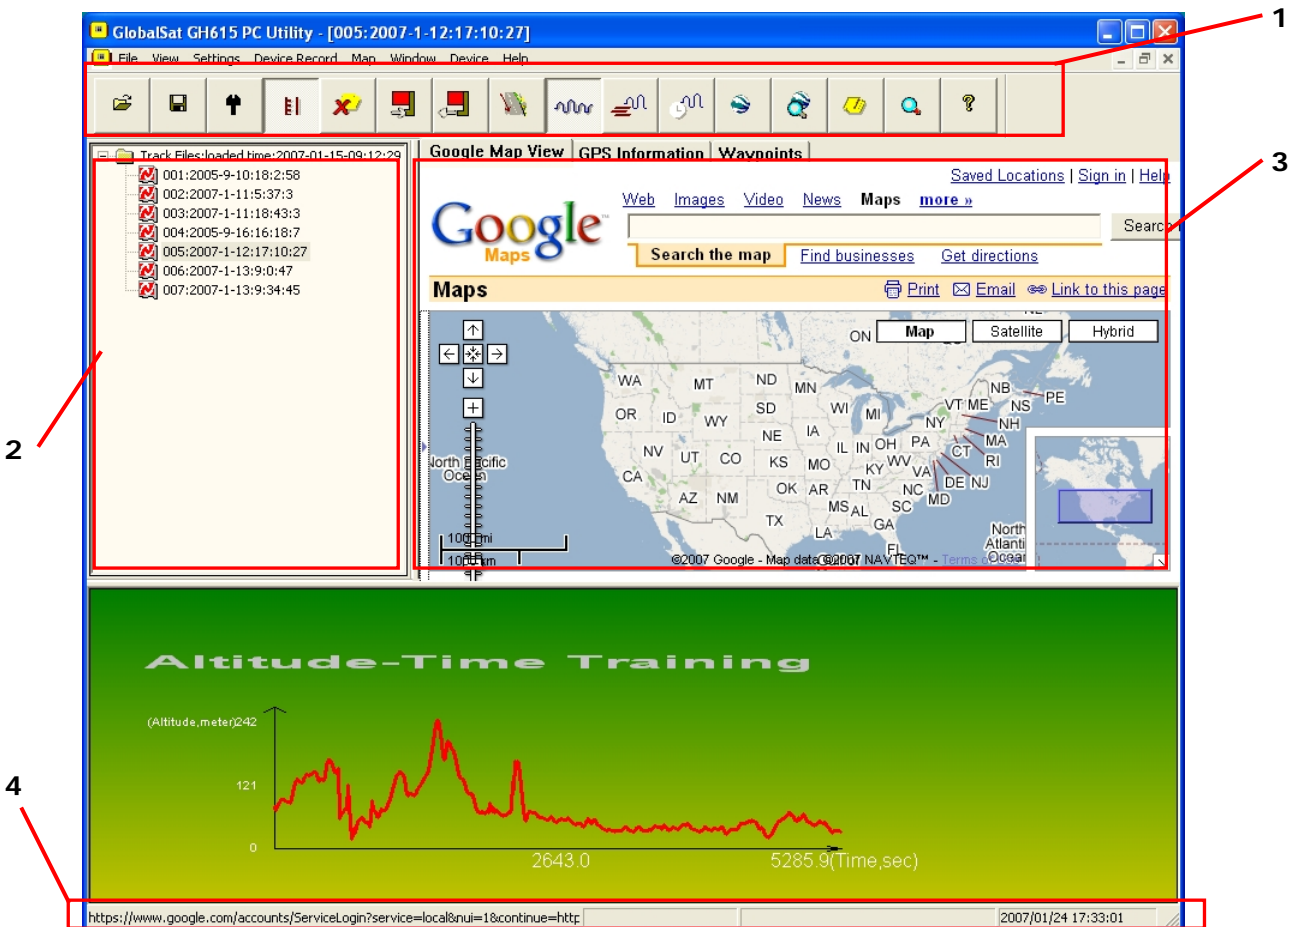 1
GlobalSat GH615 PC Utility - [005:2007-1-12:17:10:27]
File View Settings Device Record Map Window Device Help
Track Files:loaded time:2007-01-15-09:12:29
001:2005-9-10:18:2:58
002:2007-1-11:5:37:3
003:2007-1-11:18:43:3
004:2005-9-16:16:18:7
005:2007-1-12:17:10:27
006:2007-1-13:9:0:47
007:2007-1-13:9:34:45
2
Google Map View GPS Information Waypoints
3
Saved Locations | Sign in | Help
Web Images Video News Maps more »
Google™
Maps
Search
Search the map Find businesses Get directions
Maps Print Email Link to this page
ON Map Satellite Hybrid
WA MT ND MN NB PE
OR ID WY SD WI MI VT ME NS
NY NH
NE IA MA
NV UT CO KS MO IL IN OH PA CT RI
North Pacific
Ocean
CA KY WV VA DE NJ
AZ NM OK AR TN NC MD
MS AL SC
TX LA GA
FL
North
Atlanti
Ocean
1000 mi
1000 km
©2007 Google - Map data ©2007 NAVTEQ™ -
Altitude-Time Training
(Altitude,meter)242
121
0
2643.0 5285.9(Time,sec)
4
https://www.google.com/accounts/ServiceLogin?service=local&nui=1&continue=http
2007/01/24 17:33:01